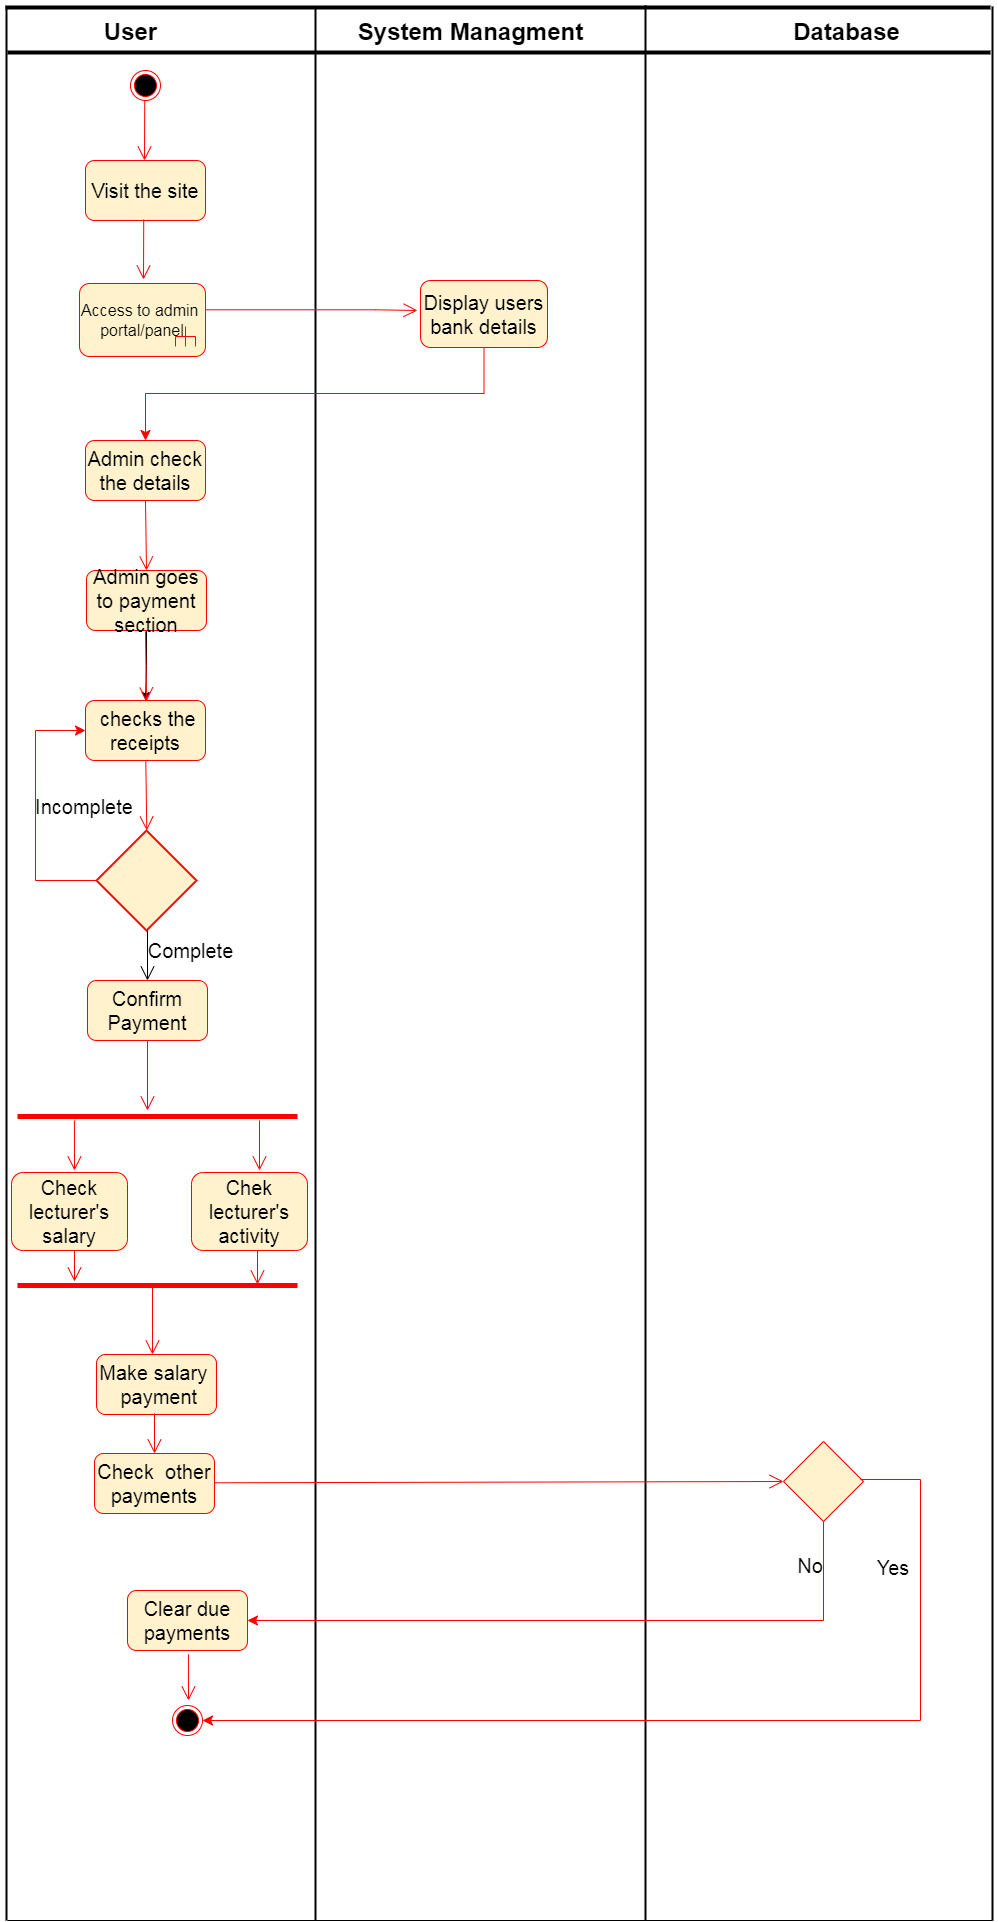 User
System Managment
Database
Visit the site
Access to admin
portal/panel
Display users
bank details
Admin check
the details
Admin goes
to payment
section
checks the
receipts
Incomplete
Complete
Confirm
Payment
Check
lecturer's
salary
Chek
lecturer's
activity
Make salary
payment
Check other
payments
No
Yes
Clear due
payments